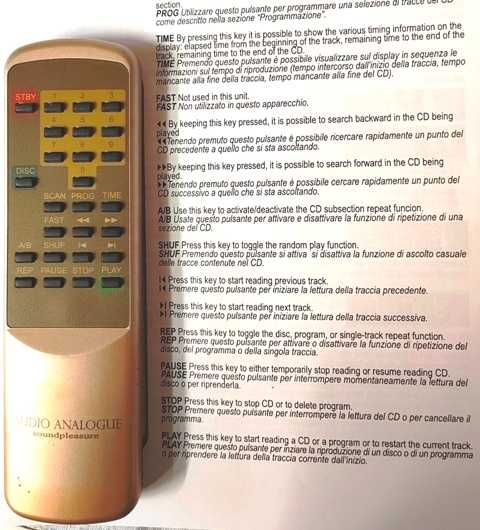 STBY
1 2 3
4 5 6
7 8 9
DISC
0
SCAN PROG TIME
FAST ◀◀ ▶▶
A/B SHUF I◀ ▶I
REP PAUSE STOP PLAY
AUDIO ANALOGUE
soundpleasure
section.
PROG Utilizzare questo pulsante per programmare una selezione di tracce del CD
come descritto nella sezione "Programmazione".
TIME By pressing this key it is possible to show the various timing information on the
display: elapsed time from the beginning of the track, remaining time to the end of the
track, remaining time to the end of the CD.
TIME Premendo questo pulsante è possibile visualizzare sul display in sequenza le
informazioni sul tempo di riproduzione (tempo intercorso dall'inizio della traccia, tempo
mancante alla fine della traccia, tempo mancante alla fine del CD).
FAST Not used in this unit.
FAST Non utilizzato in questo apparecchio.
◀◀ By keeping this key pressed, it is possible to search backward in the CD being
played
◀◀Tenendo premuto questo pulsante è possibile ricercare rapidamente un punto del
CD precedente a quello che si sta ascoltando.
▶▶By keeping this key pressed, it is possible to search forward in the CD being
played.
▶▶Tenendo premuto questo pulsante è possibile cercare rapidamente un punto del
CD successivo a quello che si sta ascoltando.
A/B Use this key to activate/deactivate the CD subsection repeat funcion.
A/B Usate questo pulsante per attivare e disattivare la funzione di ripetizione di una
sezione del CD.
SHUF Press this key to toggle the random play function.
SHUF Premendo questo pulsante si attiva si disattiva la funzione di ascolto casuale
delle tracce contenute nel CD.
I◀ Press this key to start reading previous track.
I◀ Premere questo pulsante per iniziare la lettura della traccia precedente.
▶I Press this key to start reading next track.
▶I Premere questo pulsante per iniziare la lettura della traccia successiva.
REP Press this key to toggle the disc, program, or single-track repeat function.
REP Premere questo pulsante per attivare o disattivare la funzione di ripetizione del
disco, del programma o della singola traccia.
PAUSE Press this key to either temporarily stop reading or resume reading CD.
PAUSE Premere questo pulsante per interrompere momentaneamente la lettura del
disco o per riprenderla.
STOP Press this key to stop CD or to delete program.
STOP Premere questo pulsante per interrompere la lettura del CD o per cancellare il
programma.
PLAY Press this key to start reading a CD or a program or to restart the current track.
PLAY Premere questo pulsante per inziare la riproduzione di un disco o di un programma
o per riprendere la lettura della traccia corrente dall'inizio.